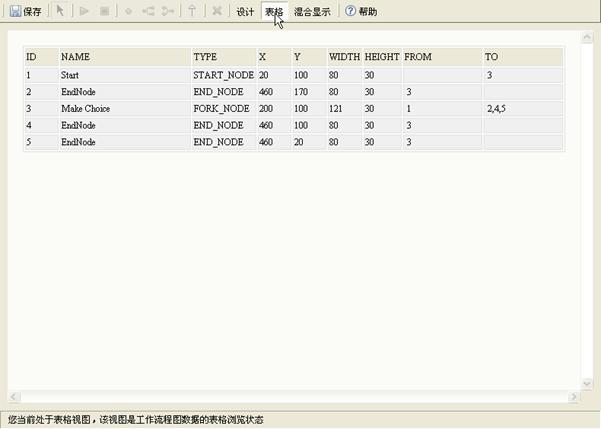 保存 设计 表格 混合显示 帮助
ID NAME TYPE X Y WIDTH HEIGHT FROM TO
1 Start START_NODE 20 100 80 30 3
2 EndNode END_NODE 460 170 80 30 3
3 Make Choice FORK_NODE 200 100 121 30 1 2,4,5
4 EndNode END_NODE 460 100 80 30 3
5 EndNode END_NODE 460 20 80 30 3
您当前处于表格视图，该视图是工作流程图数据的表格浏览状态